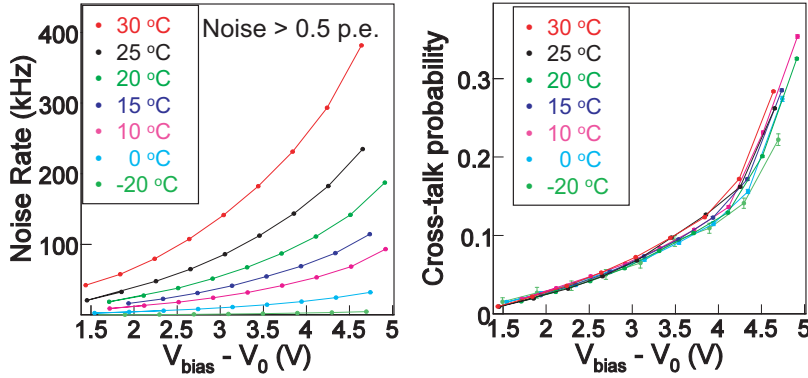 Noise > 0.5 p.e.
30 °C
25 °C
20 °C
15 °C
10 °C
0 °C
-20 °C
Noise Rate (kHz)
400
300
200
100
1.5 2 2.5 3 3.5 4 4.5 5
V_bias - V_0 (V)
30 °C
25 °C
20 °C
15 °C
10 °C
0 °C
-20 °C
Cross-talk probability
0.3
0.2
0.1
0
1.5 2 2.5 3 3.5 4 4.5 5
V_bias - V_0 (V)